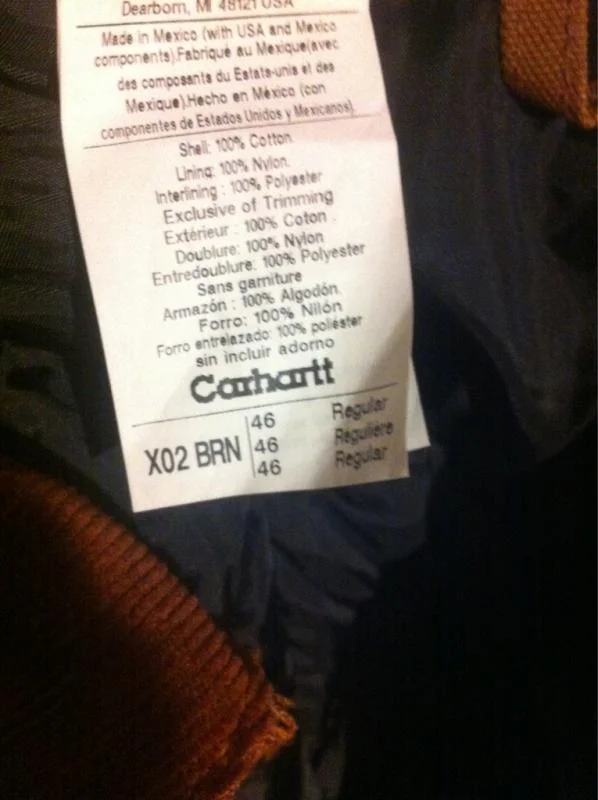 Dearborn, MI 48121 USA
Made in Mexico (with USA and Mexico
components).Fabriqué au Mexique(avec
des composants du Estats-unis et des
Mexique).Hecho en México (con
componentes de Estados Unidos y Mexicanos).
Shell: 100% Cotton.
Lining: 100% Nylon.
Interlining : 100% Polyester
Exclusive of Trimming
Extérieur : 100% Coton .
Doublure: 100% Nylon
Entredoublure: 100% Polyester
Sans garniture
Armazón : 100% Algodón.
Forro: 100% Nilón
Forro entrelazado: 100% poliéster
sin incluir adorno
Carhartt
X02 BRN
46 Regular
46 Régulière
46 Regular